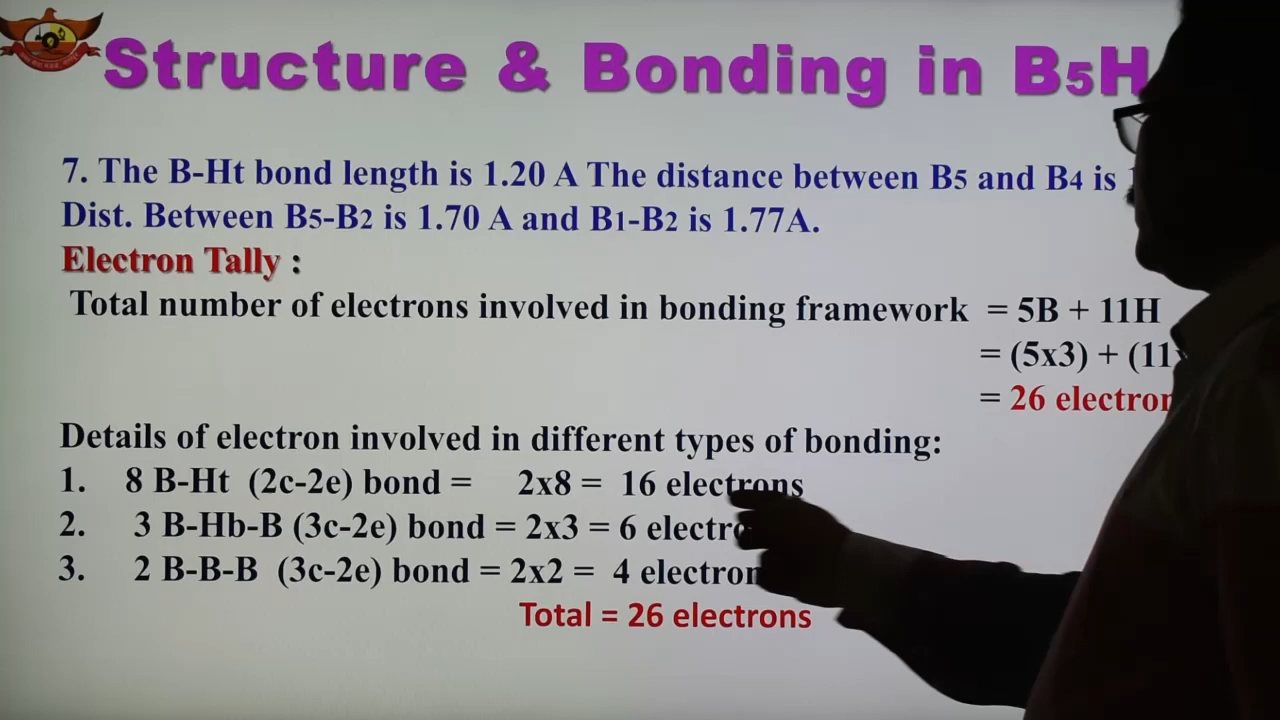 Structure & Bonding in B5H
7. The B-Ht bond length is 1.20 A The distance between B5 and B4 is
Dist. Between B5-B2 is 1.70 A and B1-B2 is 1.77A.
Electron Tally :
Total number of electrons involved in bonding framework = 5B + 11H
= (5x3) + (11
= 26 electron
Details of electron involved in different types of bonding:
1. 8 B-Ht (2c-2e) bond = 2x8 = 16 electrons
2. 3 B-Hb-B (3c-2e) bond = 2x3 = 6 electro
3. 2 B-B-B (3c-2e) bond = 2x2 = 4 electron
Total = 26 electrons